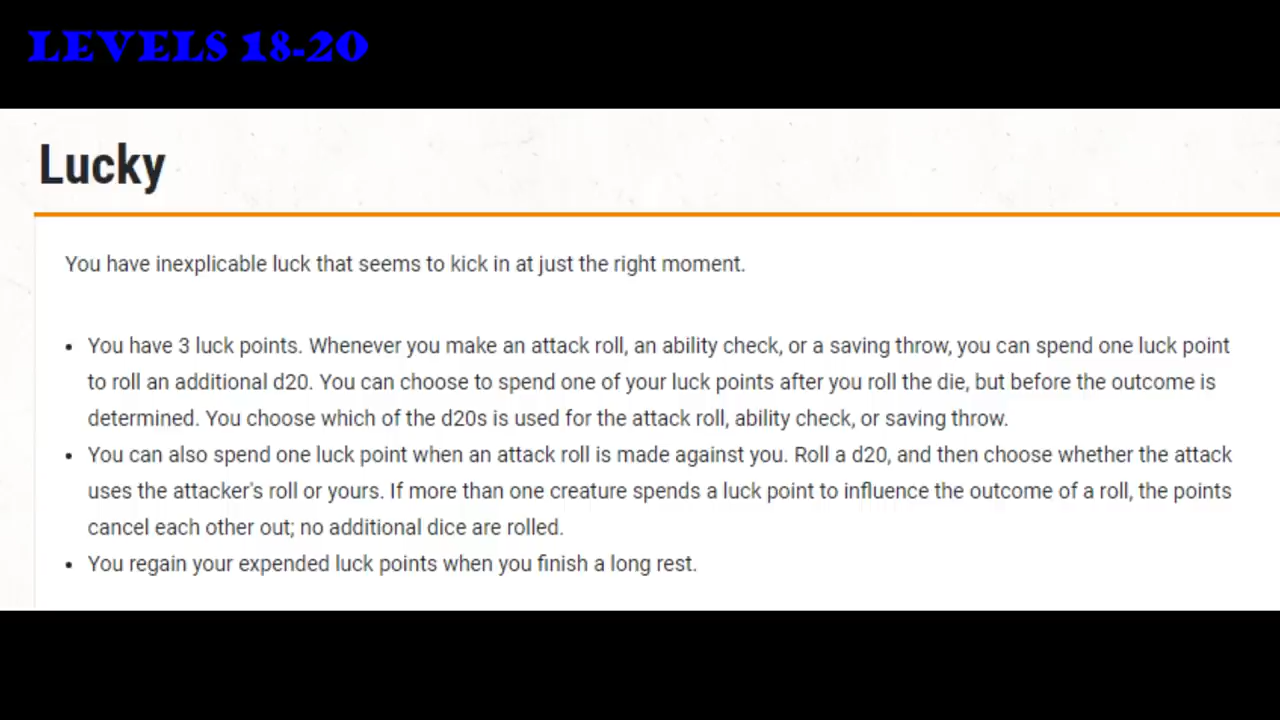 LEVELS 18-20
Lucky
You have inexplicable luck that seems to kick in at just the right moment.
• You have 3 luck points. Whenever you make an attack roll, an ability check, or a saving throw, you can spend one luck point
to roll an additional d20. You can choose to spend one of your luck points after you roll the die, but before the outcome is
determined. You choose which of the d20s is used for the attack roll, ability check, or saving throw.
• You can also spend one luck point when an attack roll is made against you. Roll a d20, and then choose whether the attack
uses the attacker's roll or yours. If more than one creature spends a luck point to influence the outcome of a roll, the points
cancel each other out; no additional dice are rolled.
• You regain your expended luck points when you finish a long rest.